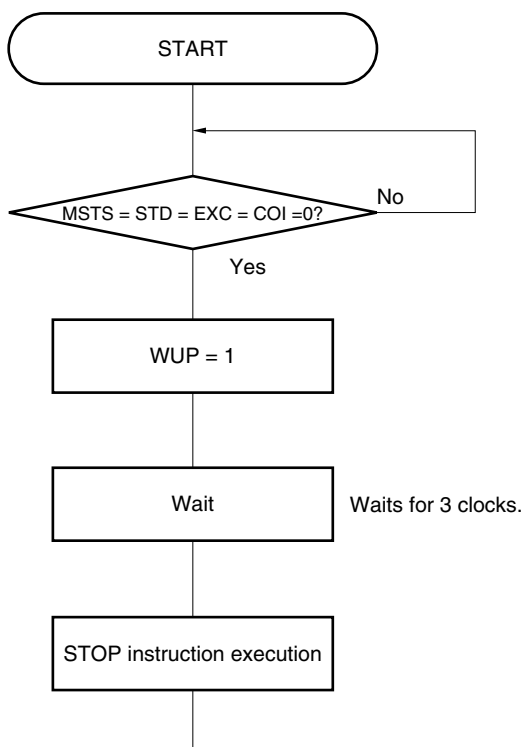 START
MSTS = STD = EXC = COI =0?
No
Yes
WUP = 1
Wait
Waits for 3 clocks.
STOP instruction execution